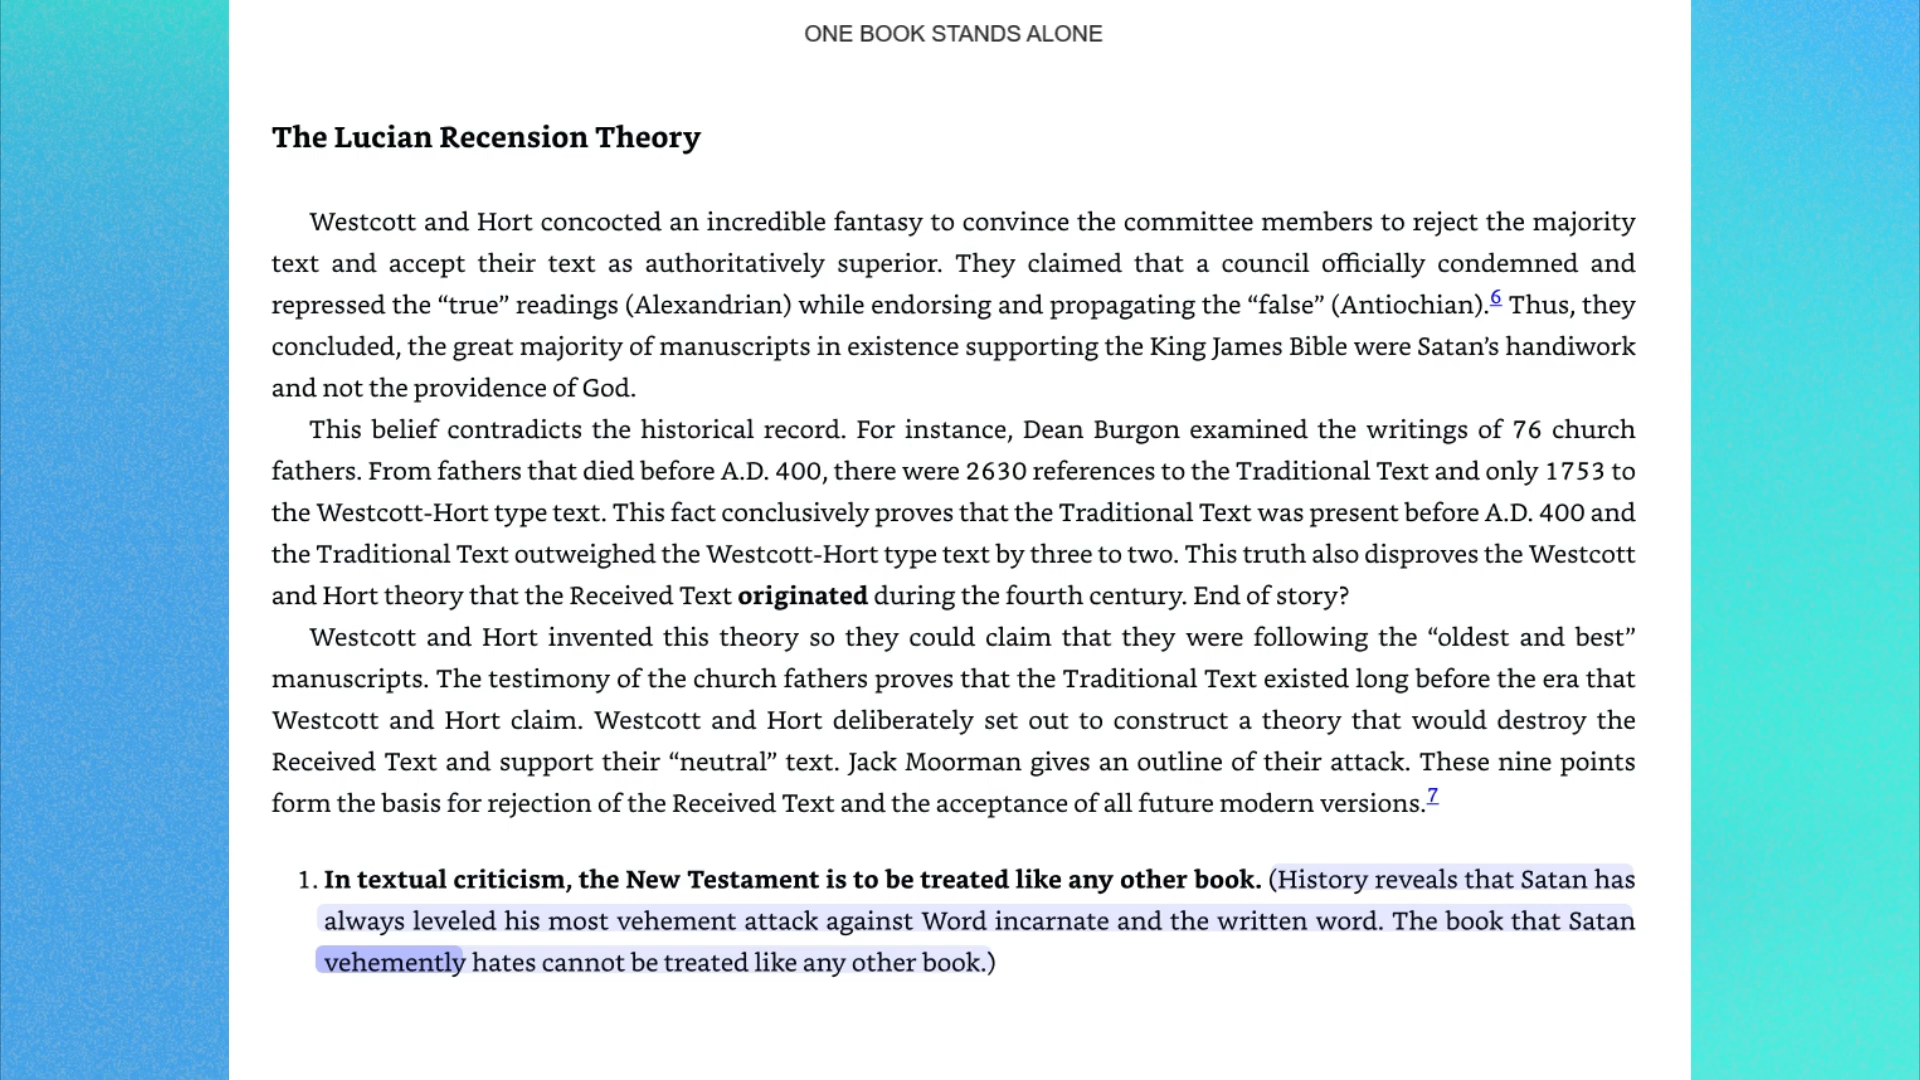 ONE BOOK STANDS ALONE
The Lucian Recension Theory
Westcott and Hort concocted an incredible fantasy to convince the committee members to reject the majority
text and accept their text as authoritatively superior. They claimed that a council officially condemned and
repressed the “true” readings (Alexandrian) while endorsing and propagating the “false” (Antiochian).6 Thus, they
concluded, the great majority of manuscripts in existence supporting the King James Bible were Satan’s handiwork
and not the providence of God.
This belief contradicts the historical record. For instance, Dean Burgon examined the writings of 76 church
fathers. From fathers that died before A.D. 400, there were 2630 references to the Traditional Text and only 1753 to
the Westcott-Hort type text. This fact conclusively proves that the Traditional Text was present before A.D. 400 and
the Traditional Text outweighed the Westcott-Hort type text by three to two. This truth also disproves the Westcott
and Hort theory that the Received Text originated during the fourth century. End of story?
Westcott and Hort invented this theory so they could claim that they were following the “oldest and best”
manuscripts. The testimony of the church fathers proves that the Traditional Text existed long before the era that
Westcott and Hort claim. Westcott and Hort deliberately set out to construct a theory that would destroy the
Received Text and support their “neutral” text. Jack Moorman gives an outline of their attack. These nine points
form the basis for rejection of the Received Text and the acceptance of all future modern versions.7
1. In textual criticism, the New Testament is to be treated like any other book. (History reveals that Satan has
always leveled his most vehement attack against Word incarnate and the written word. The book that Satan
vehemently hates cannot be treated like any other book.)